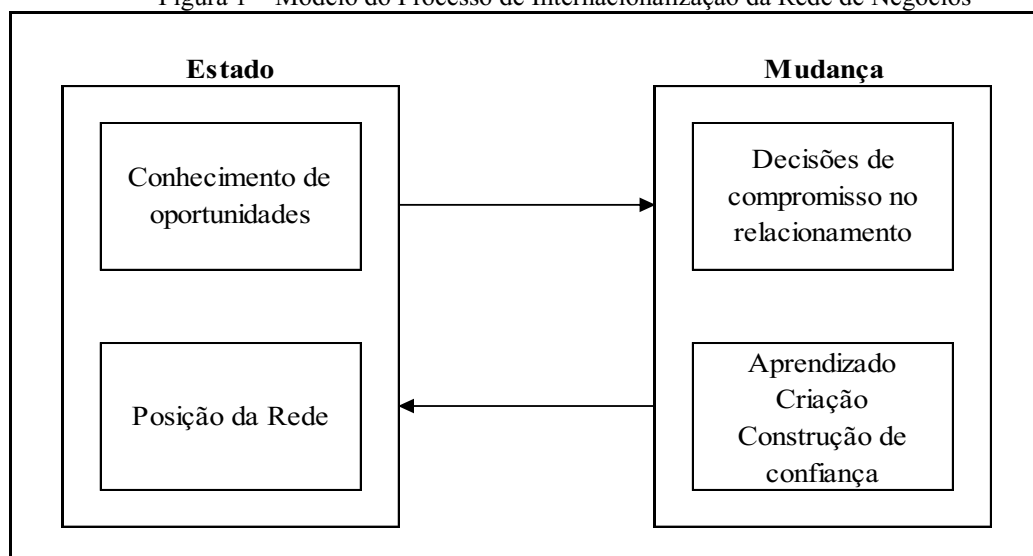 Figura 1 – Modelo do Processo de Internacionalização da Rede de Negócios
Estado
Mudança
Conhecimento de
oportunidades
Decisões de
compromisso no
relacionamento
Posição da Rede
Aprendizado
Criação
Construção de
confiança